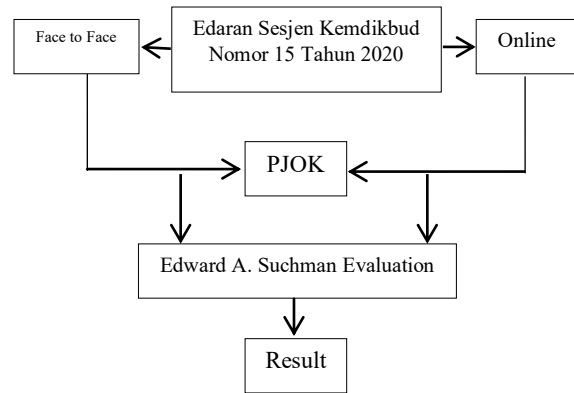 Face to Face
Edaran Sesjen Kemdikbud
Nomor 15 Tahun 2020
Online
PJOK
Edward A. Suchman Evaluation
Result